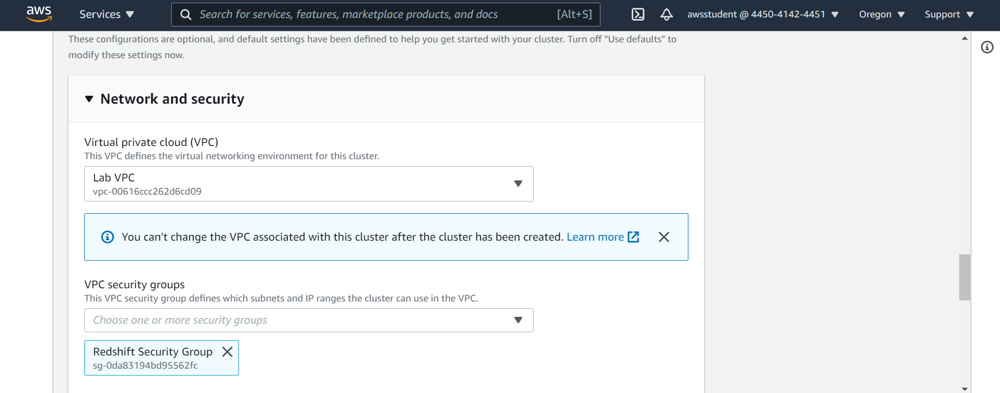 aws
Services
Search for services, features, marketplace products, and docs
[Alt+S]
awsstudent @ 4450-4142-4451
Oregon
Support
These configurations are optional, and default settings have been defined to help you get started with your cluster. Turn off "Use defaults" to
modify these settings now.
Network and security
Virtual private cloud (VPC)
This VPC defines the virtual networking environment for this cluster.
Lab VPC
vpc-00616ccc262d6cd09
You can't change the VPC associated with this cluster after the cluster has been created. Learn more
VPC security groups
This VPC security group defines which subnets and IP ranges the cluster can use in the VPC.
Choose one or more security groups
Redshift Security Group
sg-0da83194bd95562fc